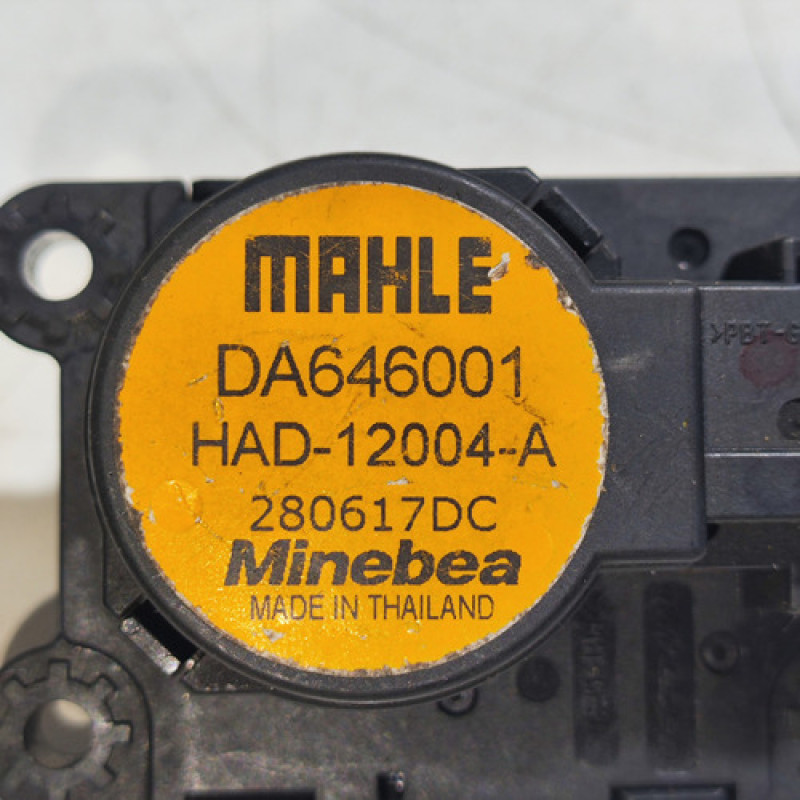 MAHLE
DA646001
HAD-12004-A
280617DC
Minebea
MADE IN THAILAND